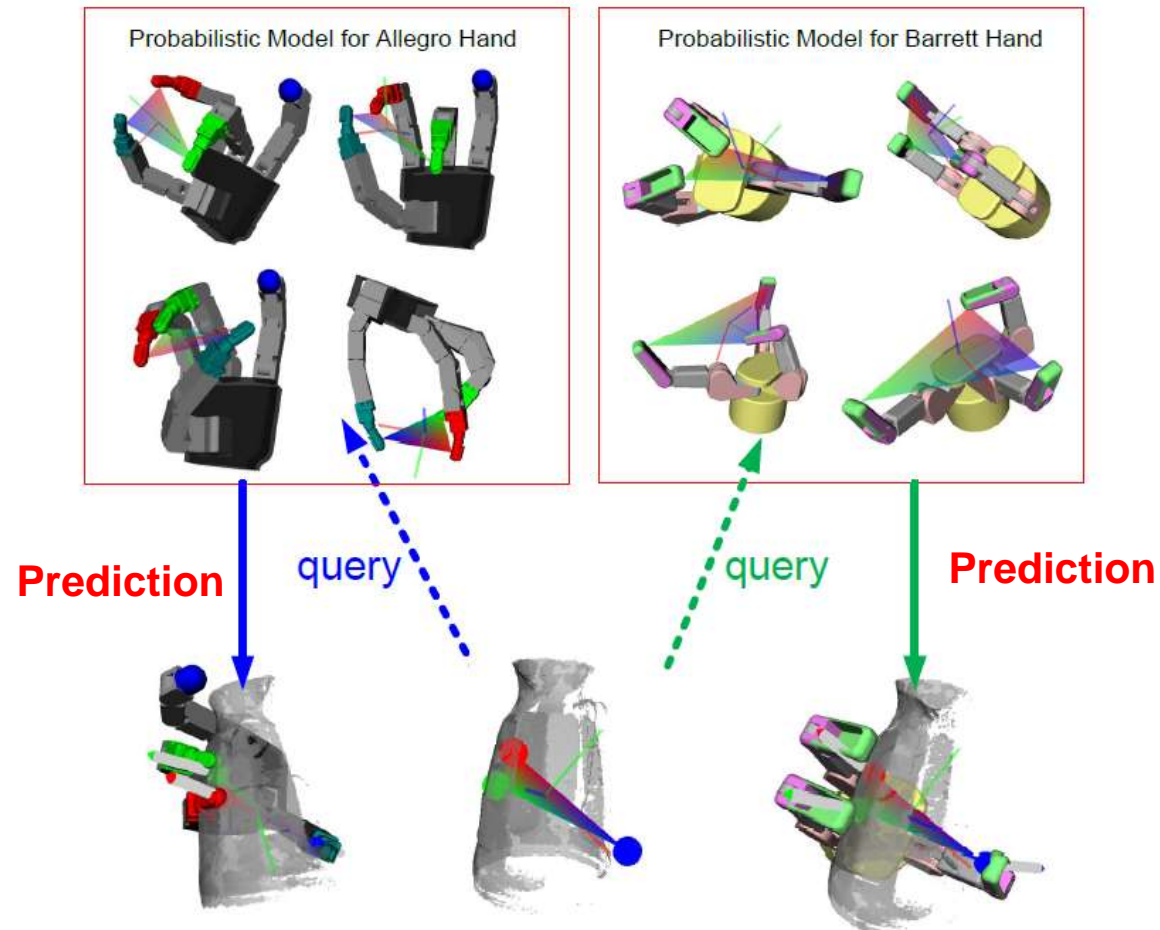 Probabilistic Model for Allegro Hand
Probabilistic Model for Barrett Hand
Prediction
query
query
Prediction